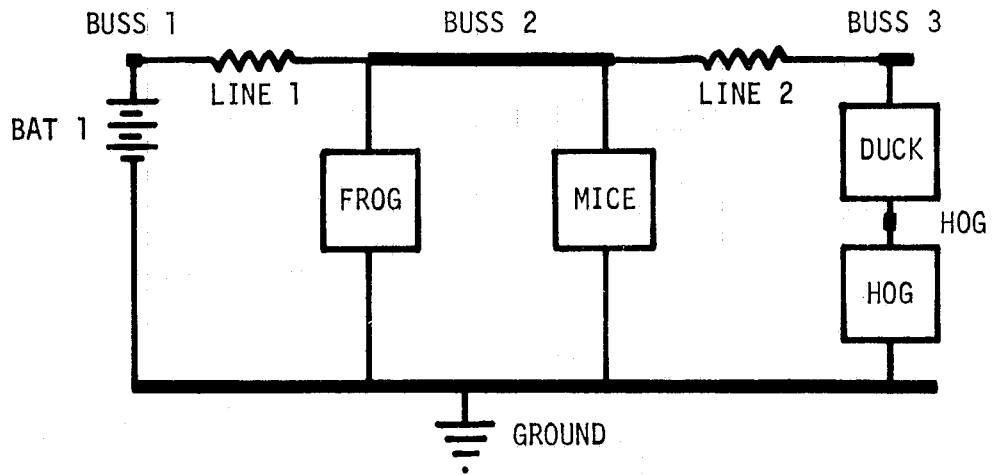 BUSS 1
BUSS 2
BUSS 3
LINE 1
LINE 2
BAT 1
FROG
MICE
DUCK
HOG
HOG
GROUND